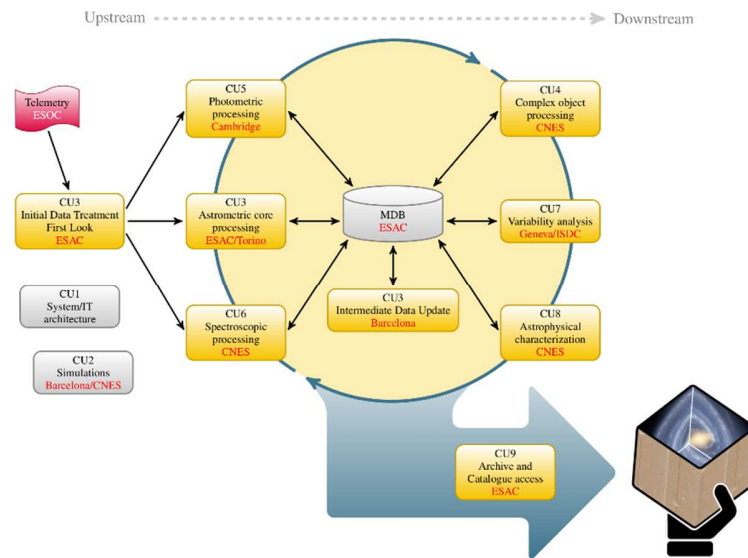 Upstream
Downstream
Telemetry
ESOC
CU3
Initial Data Treatment
First Look
ESAC
CU1
System/IT
architecture
CU2
Simulations
Barcelona/CNES
CU5
Photometric
processing
Cambridge
CU3
Astrometric core
processing
ESAC/Torino
CU6
Spectroscopic
processing
CNES
MDB
ESAC
CU3
Intermediate Data Update
Barcelona
CU4
Complex object
processing
CNES
CU7
Variability analysis
Geneva/ISDC
CU8
Astrophysical
characterization
CNES
CU9
Archive and
Catalogue access
ESAC